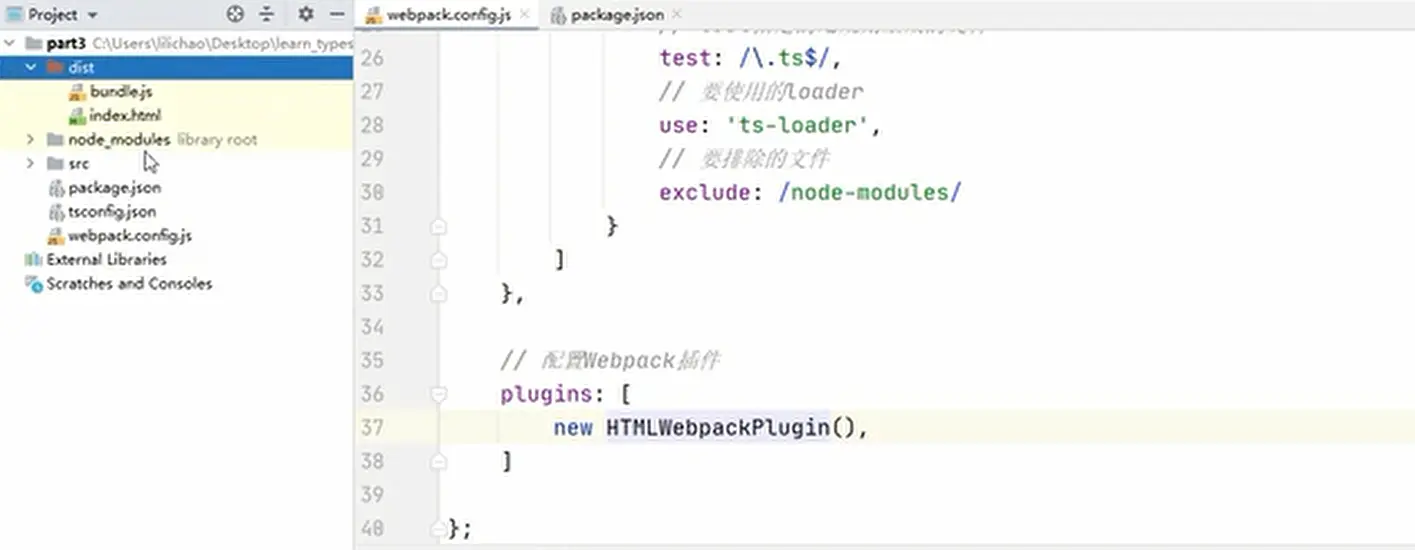 Project
part3 C:\Users\lilichao\Desktop\learn_types
dist
bundle.js
index.html
node_modules library root
src
package.json
tsconfig.json
webpack.config.js
External Libraries
Scratches and Consoles
webpack.config.js
package.json
26 test: /\.ts$/,
27 // 要使用的loader
28 use: 'ts-loader',
29 // 要排除的文件
30 exclude: /node-modules/
31 }
32 ]
33 },
34
35 // 配置Webpack插件
36 plugins: [
37 new HTMLWebpackPlugin(),
38 ]
39
40 };